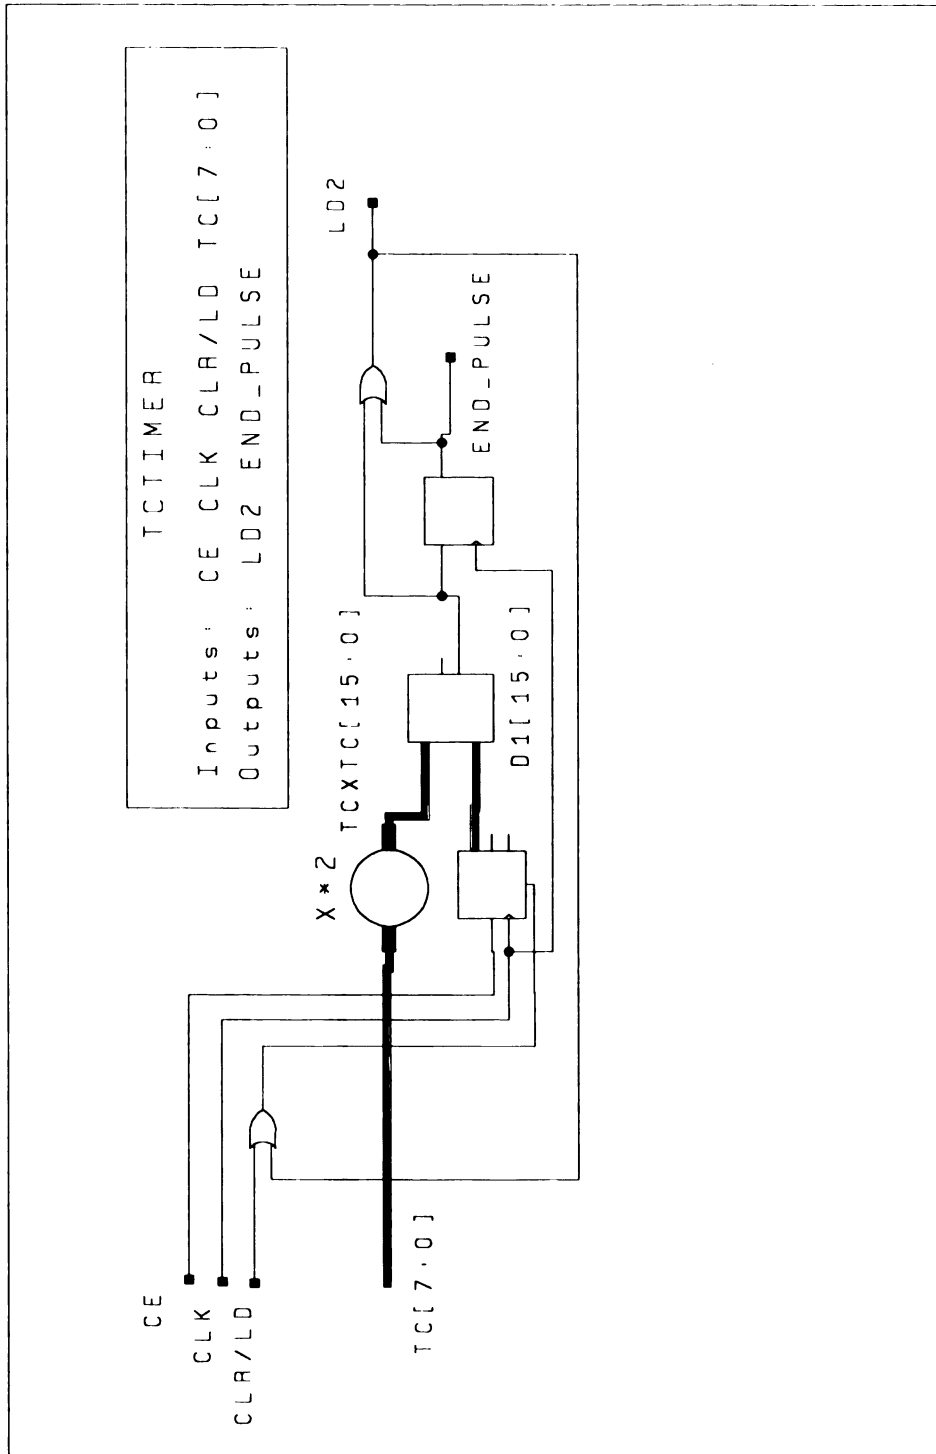 TCTIMER
Inputs: CE CLK CLR/LD TC[7:0]
Outputs: LD2 END_PULSE
CE
CLK
CLR/LD
TC[7:0]
X*2
TCXTC[15:0]
D1[15:0]
LD2
END_PULSE